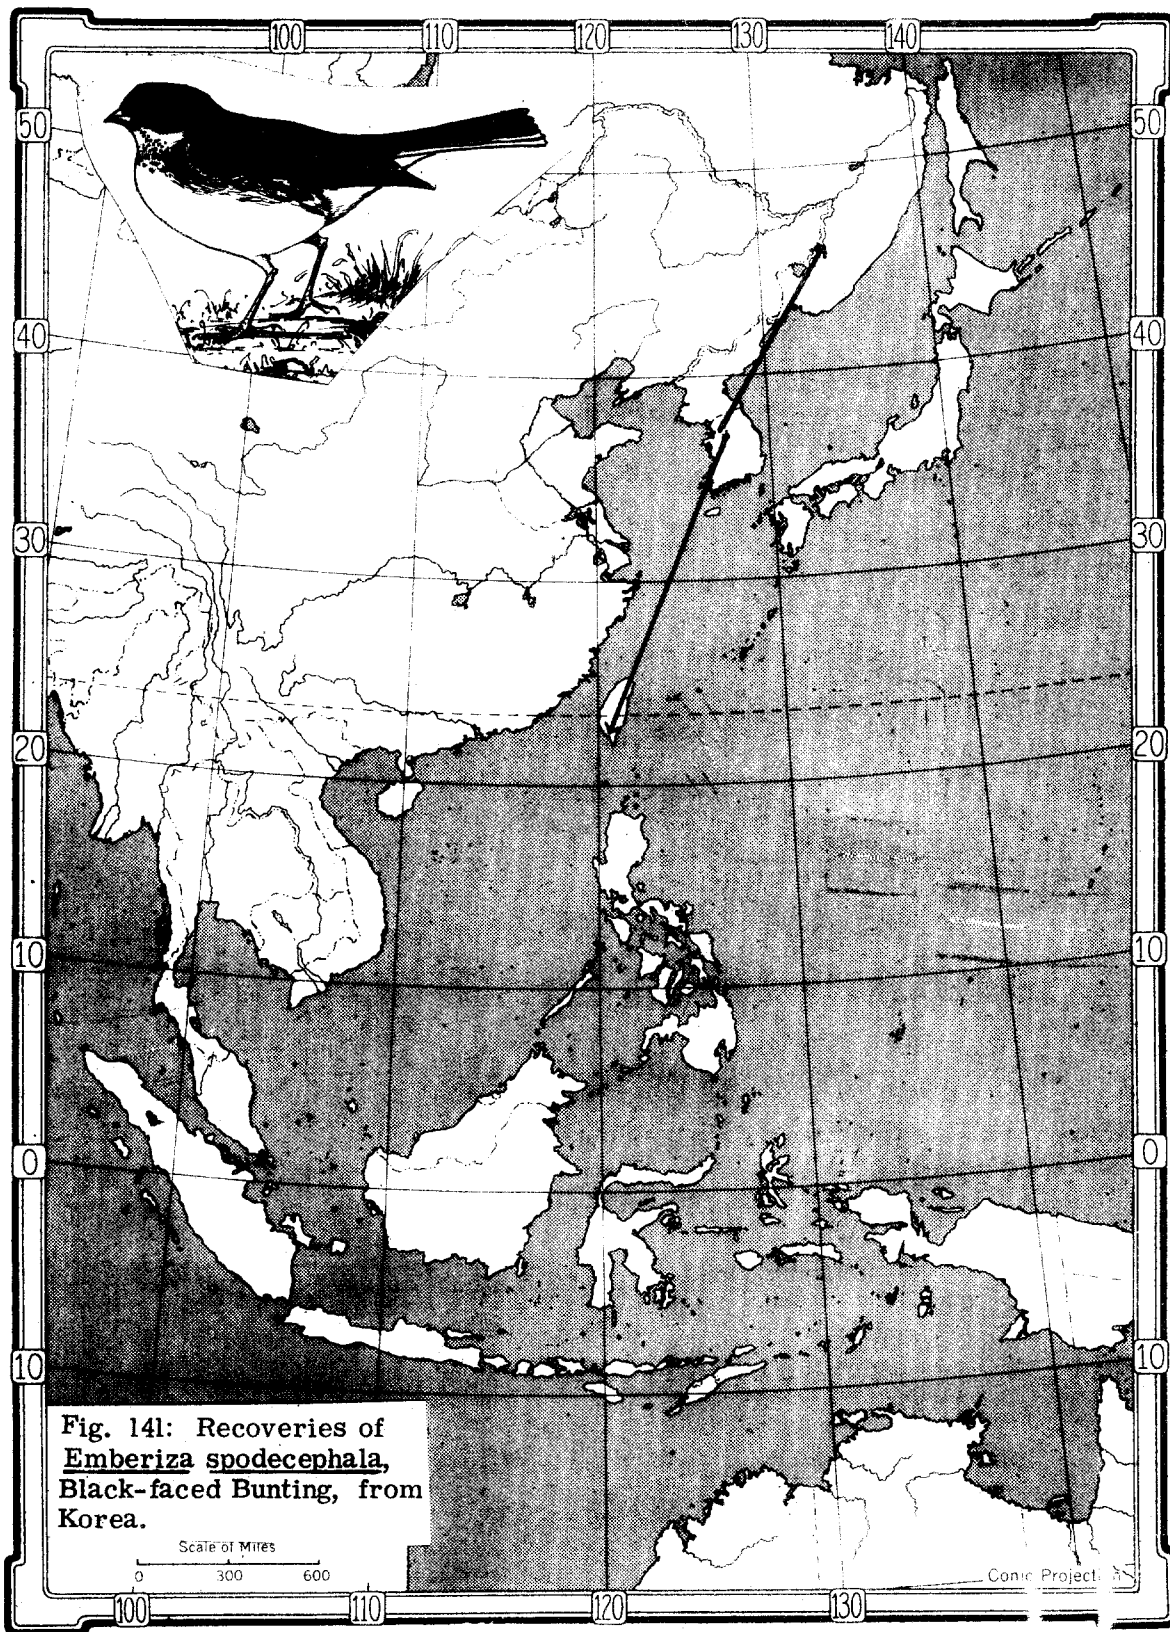 100 110 120 130 140
50 50
40 40
30 30
20 20
10 10
0 0
10 10
Fig. 141: Recoveries of
Emberiza spodecephala,
Black-faced Bunting, from
Korea.
Scale of Miles
0 300 600
Conic
100 110 120 130